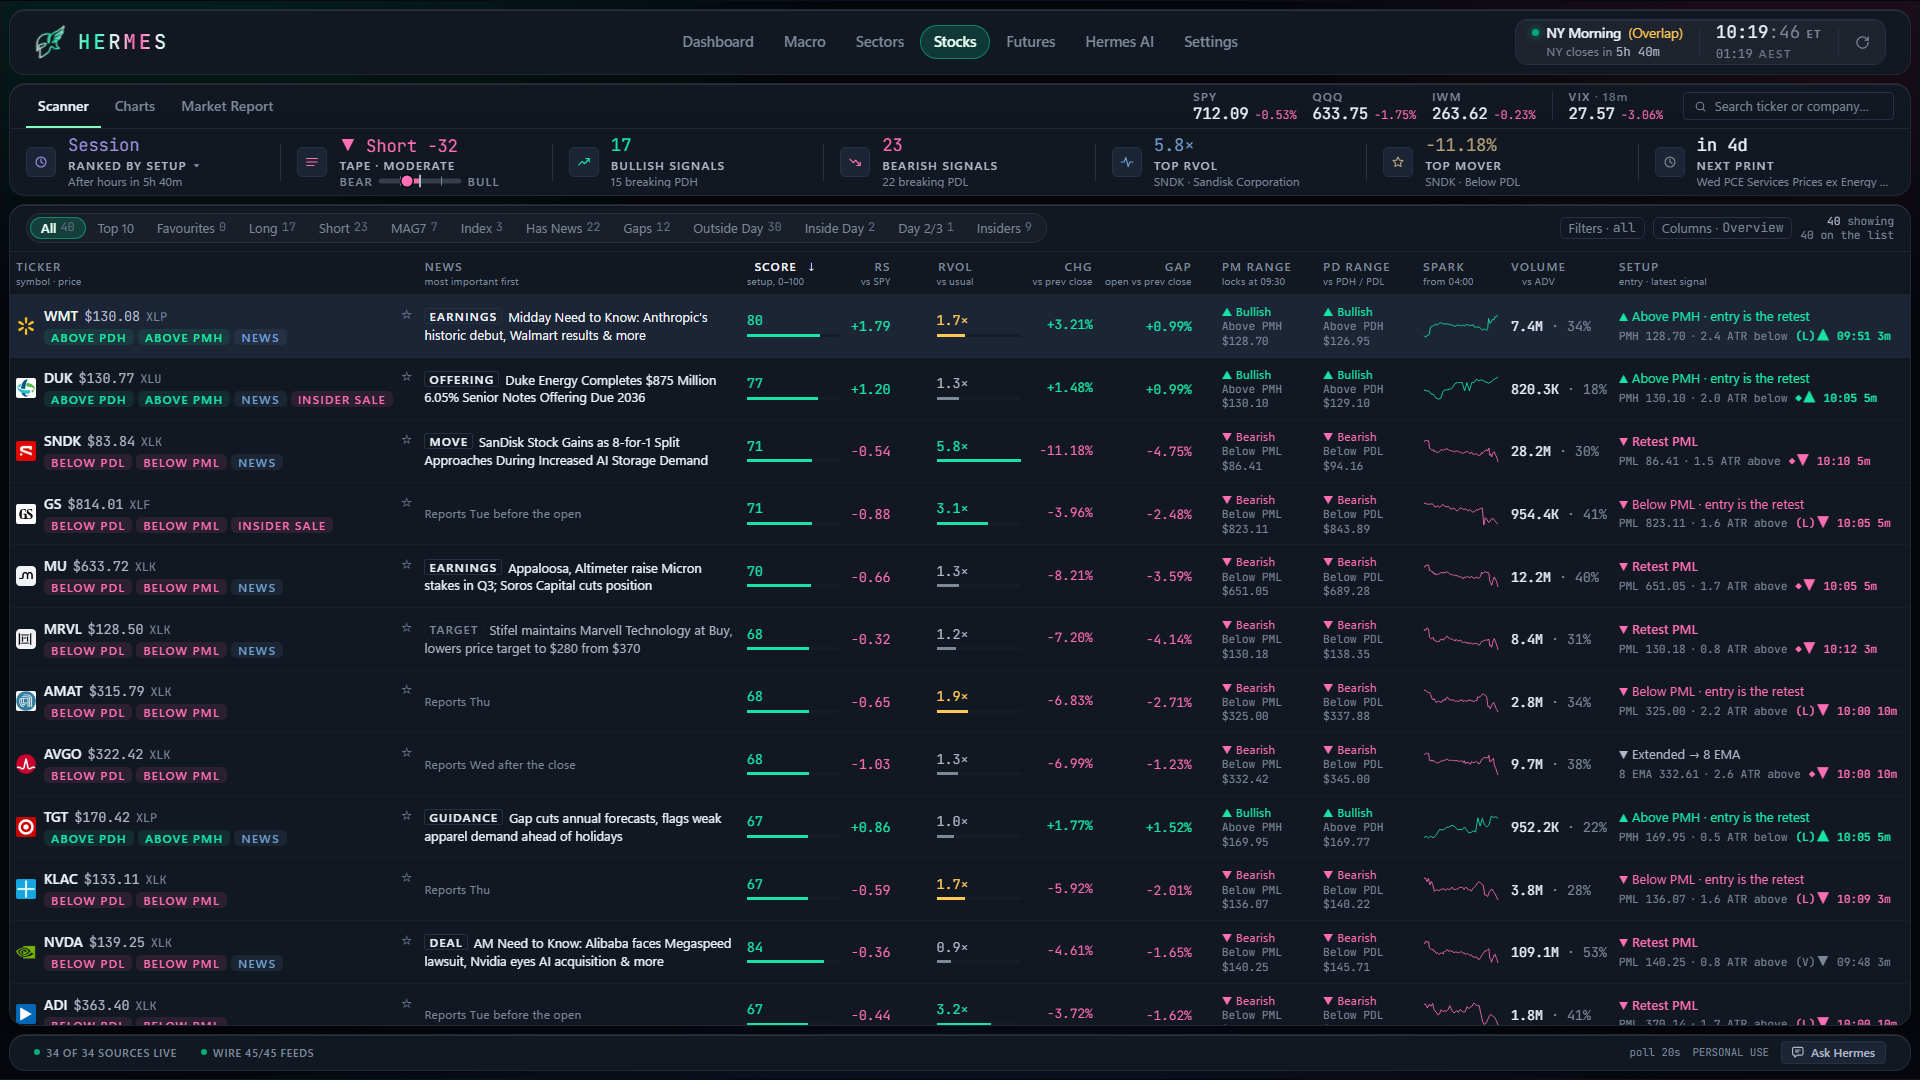 HERMES
Dashboard Macro Sectors Stocks Futures Hermes AI Settings
NY Morning (Overlap)
NY closes in 5h 40m
10:19:46 ET
01:19 AEST
Scanner Charts Market Report
SPY
712.09 -0.53%
QQQ
633.75 -1.75%
IWM
263.62 -0.23%
VIX · 18m
27.57 -3.06%
Search ticker or company...
Session
RANKED BY SETUP
After hours in 5h 40m
▼ Short -32
TAPE · MODERATE
BEAR BULL
17
BULLISH SIGNALS
15 breaking PDH
23
BEARISH SIGNALS
22 breaking PDL
5.8×
TOP RVOL
SNDK · Sandisk Corporation
-11.18%
TOP MOVER
SNDK · Below PDL
in 4d
NEXT PRINT
Wed PCE Services Prices ex Energy ...
All 40 Top 10 Favourites 0 Long 17 Short 23 MAG7 7 Index 3 Has News 22 Gaps 12 Outside Day 30 Inside Day 2 Day 2/3 1 Insiders 9
Filters · all
Columns · Overview
40 showing
40 on the list
TICKER NEWS SCORE ↓ RS RVOL CHG GAP PM RANGE PD RANGE SPARK VOLUME SETUP
symbol · price most important first setup, 0–100 vs SPY vs usual vs prev close open vs prev close locks at 09:30 vs PDH / PDL from 04:00 vs ADV entry · latest signal
WMT $130.08 XLP
ABOVE PDH ABOVE PMH NEWS
EARNINGS Midday Need to Know: Anthropic's
historic debut, Walmart results & more
80 +1.79 1.7× +3.21% +0.99%
▲ Bullish
Above PMH
$128.70
▲ Bullish
Above PDH
$126.95
7.4M · 34%
▲ Above PMH · entry is the retest
PMH 128.70 · 2.4 ATR below (L)▲ 09:51 3m
DUK $130.77 XLU
ABOVE PDH ABOVE PMH NEWS INSIDER SALE
OFFERING Duke Energy Completes $875 Million
6.05% Senior Notes Offering Due 2036
77 +1.20 1.3× +1.48% +0.99%
▲ Bullish
Above PMH
$130.10
▲ Bullish
Above PDH
$129.10
820.3K · 18%
▲ Above PMH · entry is the retest
PMH 130.10 · 2.0 ATR below ◆▲ 10:05 5m
SNDK $83.84 XLK
BELOW PDL BELOW PML NEWS
MOVE SanDisk Stock Gains as 8-for-1 Split
Approaches During Increased AI Storage Demand
71 -0.54 5.8× -11.18% -4.75%
▼ Bearish
Below PML
$86.41
▼ Bearish
Below PDL
$94.16
28.2M · 30%
▼ Retest PML
PML 86.41 · 1.5 ATR above ◆▼ 10:10 5m
GS $814.01 XLF
BELOW PDL BELOW PML INSIDER SALE
Reports Tue before the open
71 -0.88 3.1× -3.96% -2.48%
▼ Bearish
Below PML
$823.11
▼ Bearish
Below PDL
$843.89
954.4K · 41%
▼ Below PML · entry is the retest
PML 823.11 · 1.6 ATR above (L)▼ 10:05 5m
MU $633.72 XLK
BELOW PDL BELOW PML NEWS
EARNINGS Appaloosa, Altimeter raise Micron
stakes in Q3; Soros Capital cuts position
70 -0.66 1.3× -8.21% -3.59%
▼ Bearish
Below PML
$651.05
▼ Bearish
Below PDL
$689.28
12.2M · 40%
▼ Retest PML
PML 651.05 · 1.7 ATR above ◆▼ 10:05 5m
MRVL $128.50 XLK
BELOW PDL BELOW PML NEWS
TARGET Stifel maintains Marvell Technology at Buy,
lowers price target to $280 from $370
68 -0.32 1.2× -7.20% -4.14%
▼ Bearish
Below PML
$130.18
▼ Bearish
Below PDL
$138.35
8.4M · 31%
▼ Retest PML
PML 130.18 · 0.8 ATR above ◆▼ 10:12 3m
AMAT $315.79 XLK
BELOW PDL BELOW PML
Reports Thu
68 -0.65 1.9× -6.83% -2.71%
▼ Bearish
Below PML
$325.00
▼ Bearish
Below PDL
$337.88
2.8M · 34%
▼ Below PML · entry is the retest
PML 325.00 · 2.2 ATR above (L)▼ 10:00 10m
AVGO $322.42 XLK
BELOW PDL BELOW PML
Reports Wed after the close
68 -1.03 1.3× -6.99% -1.23%
▼ Bearish
Below PML
$332.42
▼ Bearish
Below PDL
$345.00
9.7M · 38%
▼ Extended → 8 EMA
8 EMA 332.61 · 2.6 ATR above ◆▼ 10:00 10m
TGT $170.42 XLP
ABOVE PDH ABOVE PMH NEWS
GUIDANCE Gap cuts annual forecasts, flags weak
apparel demand ahead of holidays
67 +0.86 1.0× +1.77% +1.52%
▲ Bullish
Above PMH
$169.95
▲ Bullish
Above PDH
$169.77
952.2K · 22%
▲ Above PMH · entry is the retest
PMH 169.95 · 0.5 ATR below (L)▲ 10:05 5m
KLAC $133.11 XLK
BELOW PDL BELOW PML
Reports Thu
67 -0.59 1.7× -5.92% -2.01%
▼ Bearish
Below PML
$136.07
▼ Bearish
Below PDL
$140.22
3.8M · 28%
▼ Below PML · entry is the retest
PML 136.07 · 1.6 ATR above (L)▼ 10:09 3m
NVDA $139.25 XLK
BELOW PDL BELOW PML NEWS
DEAL AM Need to Know: Alibaba faces Megaspeed
lawsuit, Nvidia eyes AI acquisition & more
84 -0.36 0.9× -4.61% -1.65%
▼ Bearish
Below PML
$140.25
▼ Bearish
Below PDL
$145.71
109.1M · 53%
▼ Retest PML
PML 140.25 · 0.8 ATR above (V)▼ 09:48 3m
ADI $363.40 XLK
BELOW PDL BELOW PML
Reports Tue before the open
67 -0.44 3.2× -3.72% -1.62%
▼ Bearish
Below PML
▼ Bearish
Below PDL
1.8M · 41%
▼ Retest PML
PML 370.14 · 1.7 ATR above (L)▼ 10:00 10m
34 OF 34 SOURCES LIVE WIRE 45/45 FEEDS
poll 20s PERSONAL USE Ask Hermes